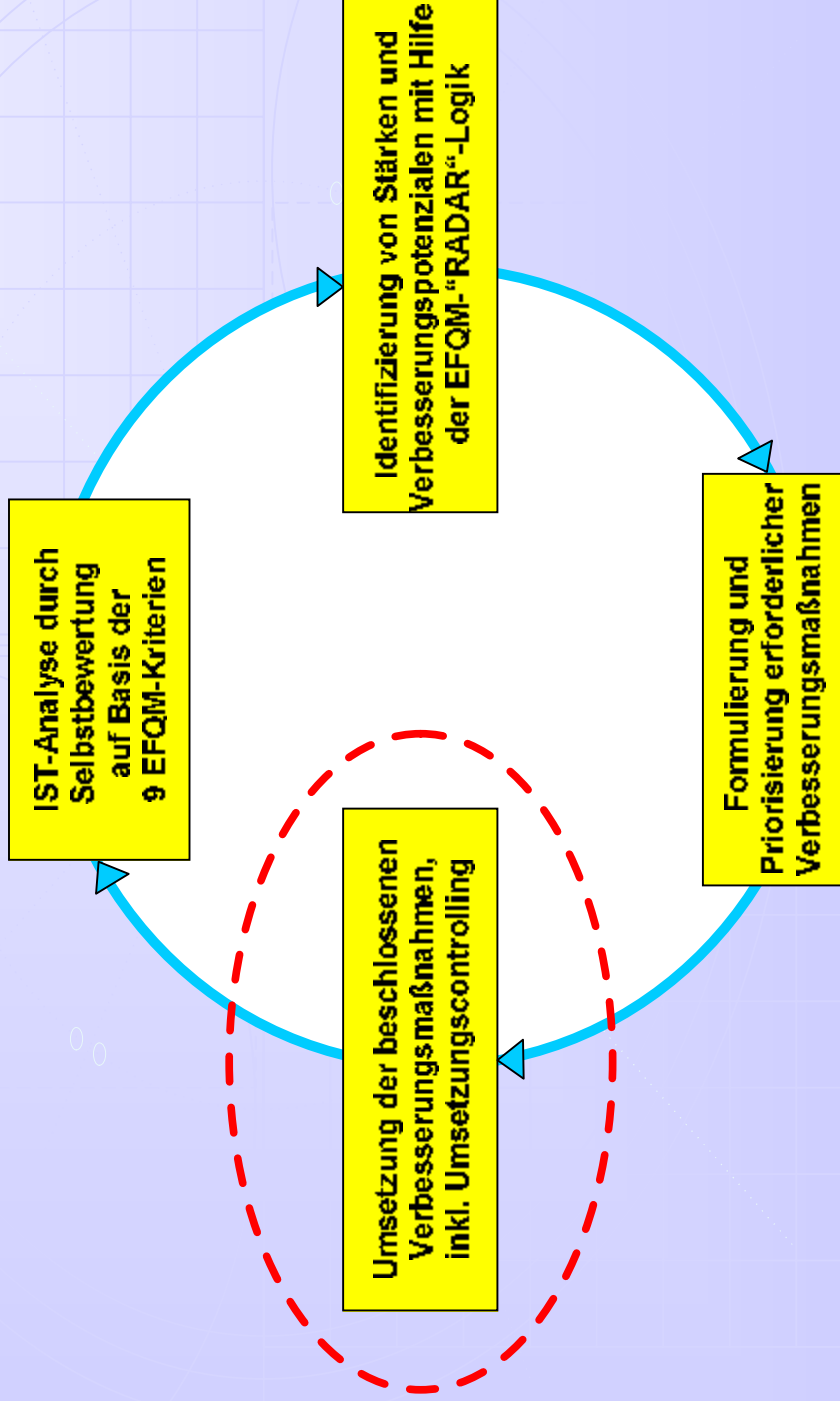 IST-Analyse durch
Selbstbewertung
auf Basis der
9 EFQM-Kriterien
Identifizierung von Stärken und
Verbesserungspotenzialen mit Hilfe
der EFQM-“RADAR“-Logik
Formulierung und
Priorisierung erforderlicher
Verbesserungsmaßnahmen
Umsetzung der beschlossenen
Verbesserungsmaßnahmen,
inkl. Umsetzungscontrolling